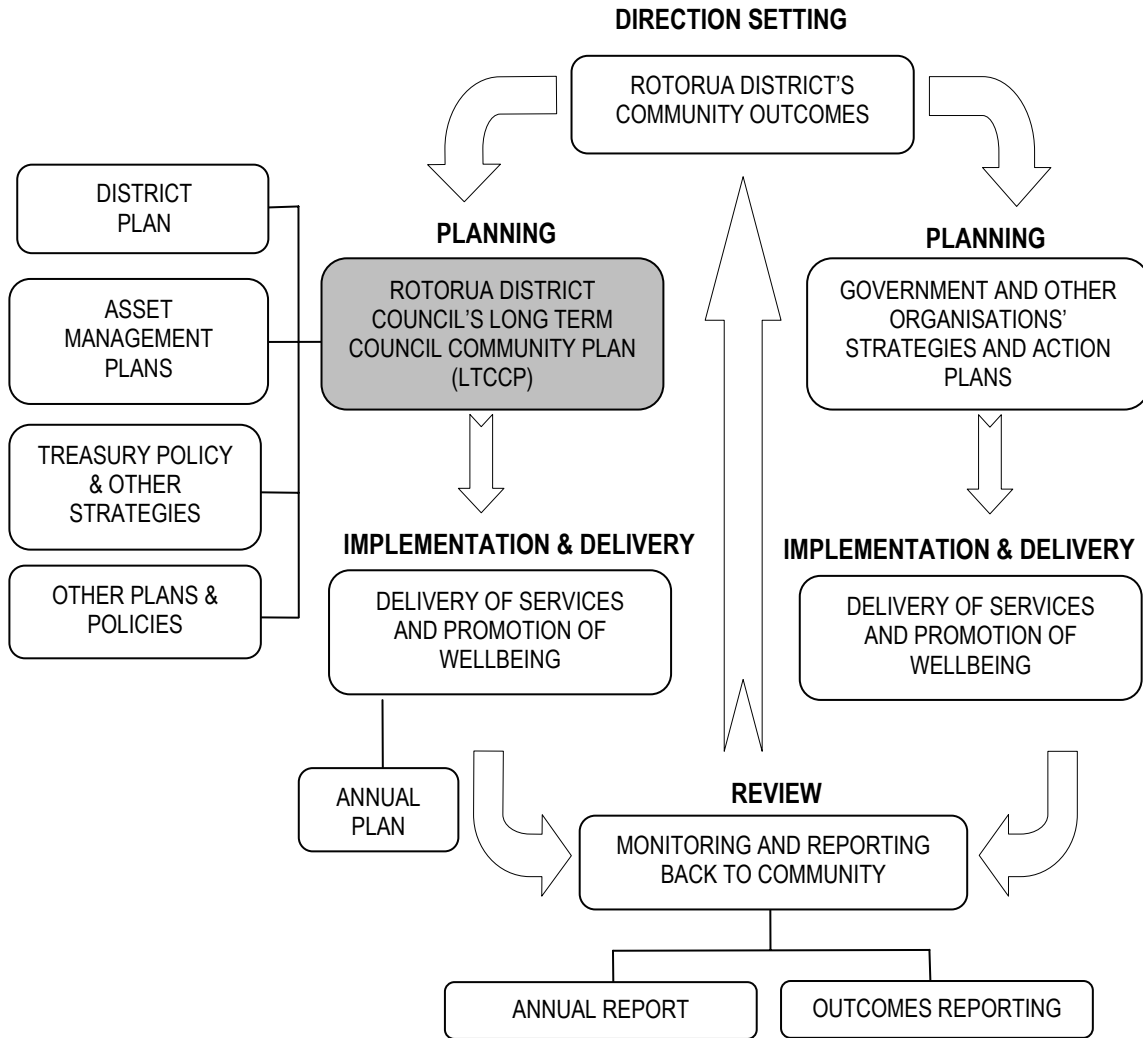 DIRECTION SETTING
ROTORUA DISTRICT'S
COMMUNITY OUTCOMES
DISTRICT
PLAN
ASSET
MANAGEMENT
PLANS
TREASURY POLICY
& OTHER
STRATEGIES
OTHER PLANS &
POLICIES
PLANNING
ROTORUA DISTRICT
COUNCIL'S LONG TERM
COUNCIL COMMUNITY PLAN
(LTCCP)
PLANNING
GOVERNMENT AND OTHER
ORGANISATIONS'
STRATEGIES AND ACTION
PLANS
IMPLEMENTATION & DELIVERY
DELIVERY OF SERVICES
AND PROMOTION OF
WELLBEING
IMPLEMENTATION & DELIVERY
DELIVERY OF SERVICES
AND PROMOTION OF
WELLBEING
ANNUAL
PLAN
REVIEW
MONITORING AND REPORTING
BACK TO COMMUNITY
ANNUAL REPORT
OUTCOMES REPORTING